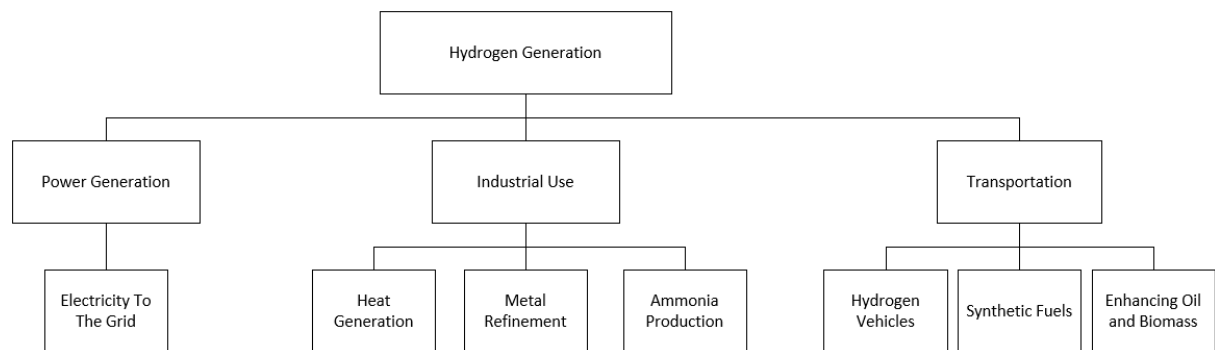 Hydrogen Generation
Power Generation
Industrial Use
Transportation
Electricity To
The Grid
Heat
Generation
Metal
Refinement
Ammonia
Production
Hydrogen
Vehicles
Synthetic Fuels
Enhancing Oil
and Biomass